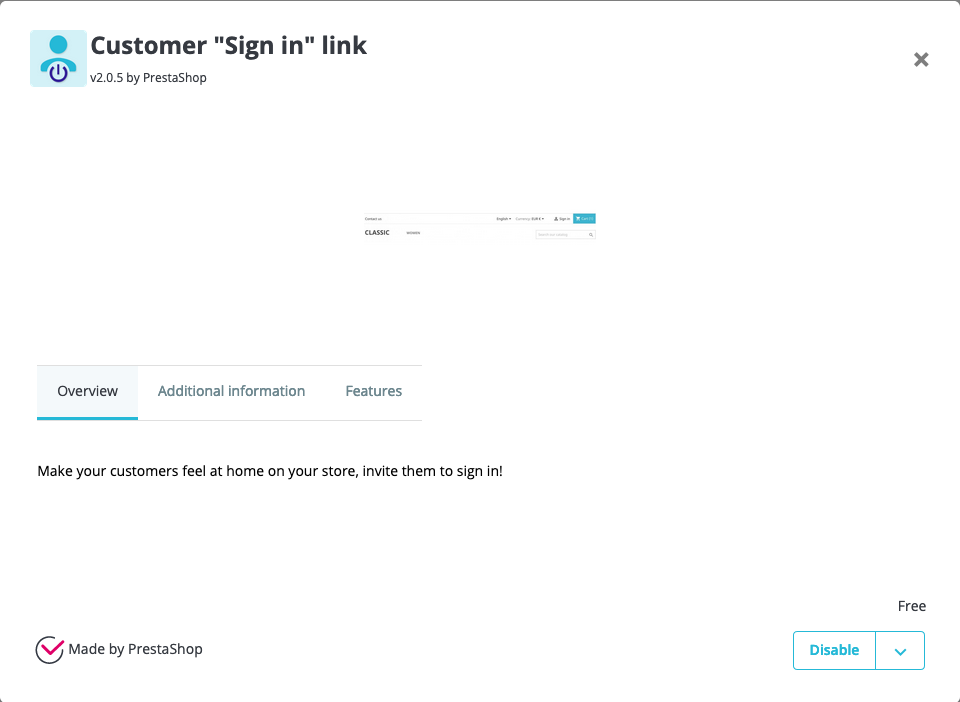 Customer "Sign in" link
v2.0.5 by PrestaShop
Contact us
English
Currency: EUR €
Sign in
CLASSIC
WOMEN
Search our catalog
Overview
Additional information
Features
Make your customers feel at home on your store, invite them to sign in!
Free
Made by PrestaShop
Disable